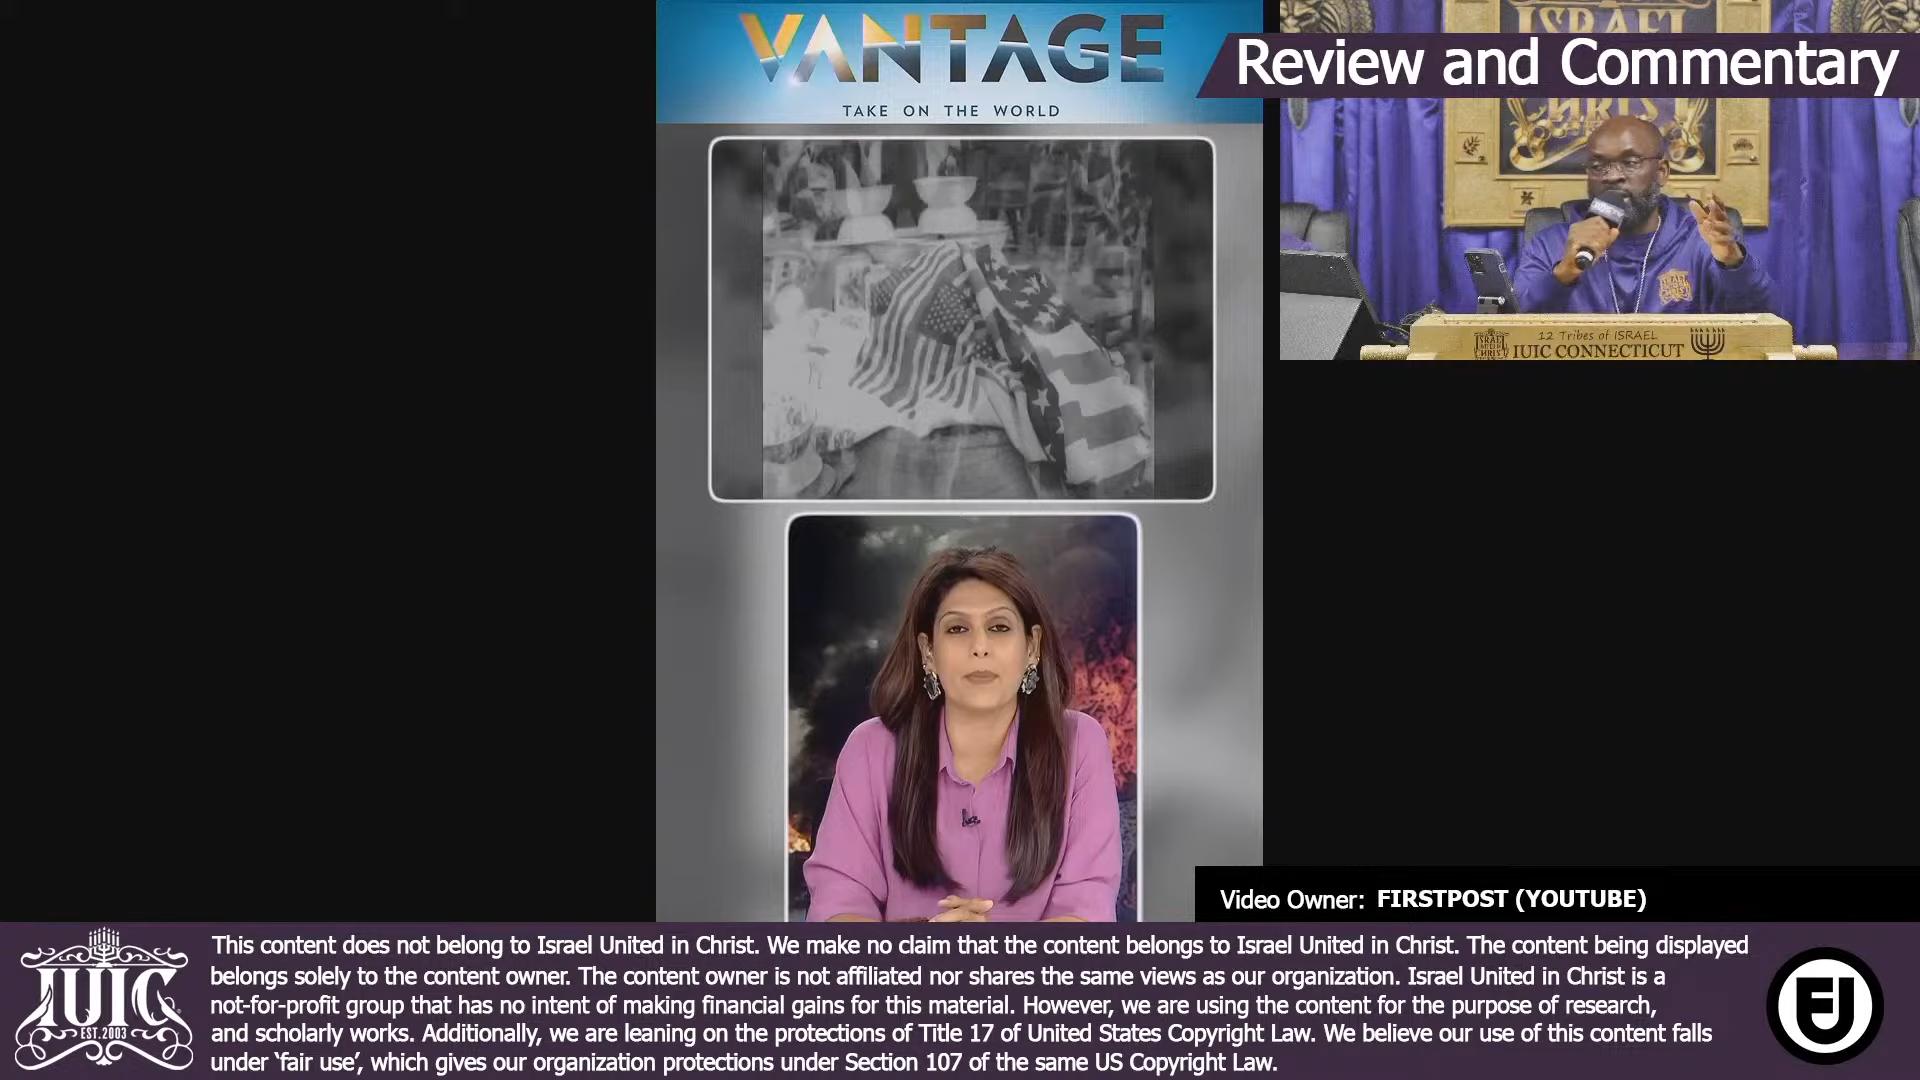 VANTAGE
TAKE ON THE WORLD
ISRAEL
Review and Commentary
CHRIST
12 Tribes of ISRAEL
IUIC CONNECTICUT
Video Owner: FIRSTPOST (YOUTUBE)
IUIC
EST. 2003
This content does not belong to Israel United in Christ. We make no claim that the content belongs to Israel United in Christ. The content being displayed
belongs solely to the content owner. The content owner is not affiliated nor shares the same views as our organization. Israel United in Christ is a
not-for-profit group that has no intent of making financial gains for this material. However, we are using the content for the purpose of research,
and scholarly works. Additionally, we are leaning on the protections of Title 17 of United States Copyright Law. We believe our use of this content falls
under ‘fair use’, which gives our organization protections under Section 107 of the same US Copyright Law.